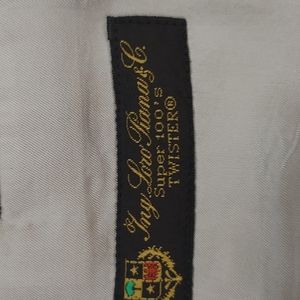 Ing. Loro Piana & C.
Super 100's
TWISTER®